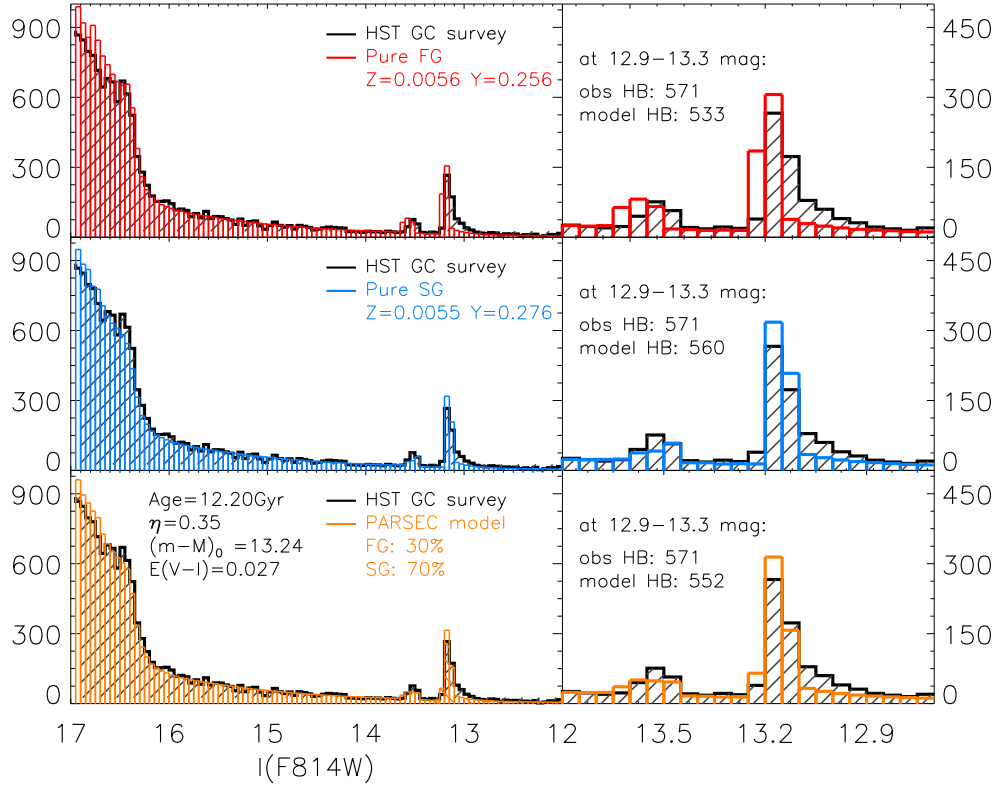 900
600
300
0
HST GC survey
Pure FG
Z=0.0056 Y=0.256
at 12.9−13.3 mag:
obs HB: 571
model HB: 533
450
300
150
0
900
600
300
0
HST GC survey
Pure SG
Z=0.0055 Y=0.276
at 12.9−13.3 mag:
obs HB: 571
model HB: 560
450
300
150
0
900
600
300
0
Age=12.20Gyr
η=0.35
(m−M)₀ =13.24
E(V−I)=0.027
HST GC survey
PARSEC model
FG: 30%
SG: 70%
at 12.9−13.3 mag:
obs HB: 571
model HB: 552
450
300
150
0
17 16 15 14 13 12 13.5 13.2 12.9
I(F814W)